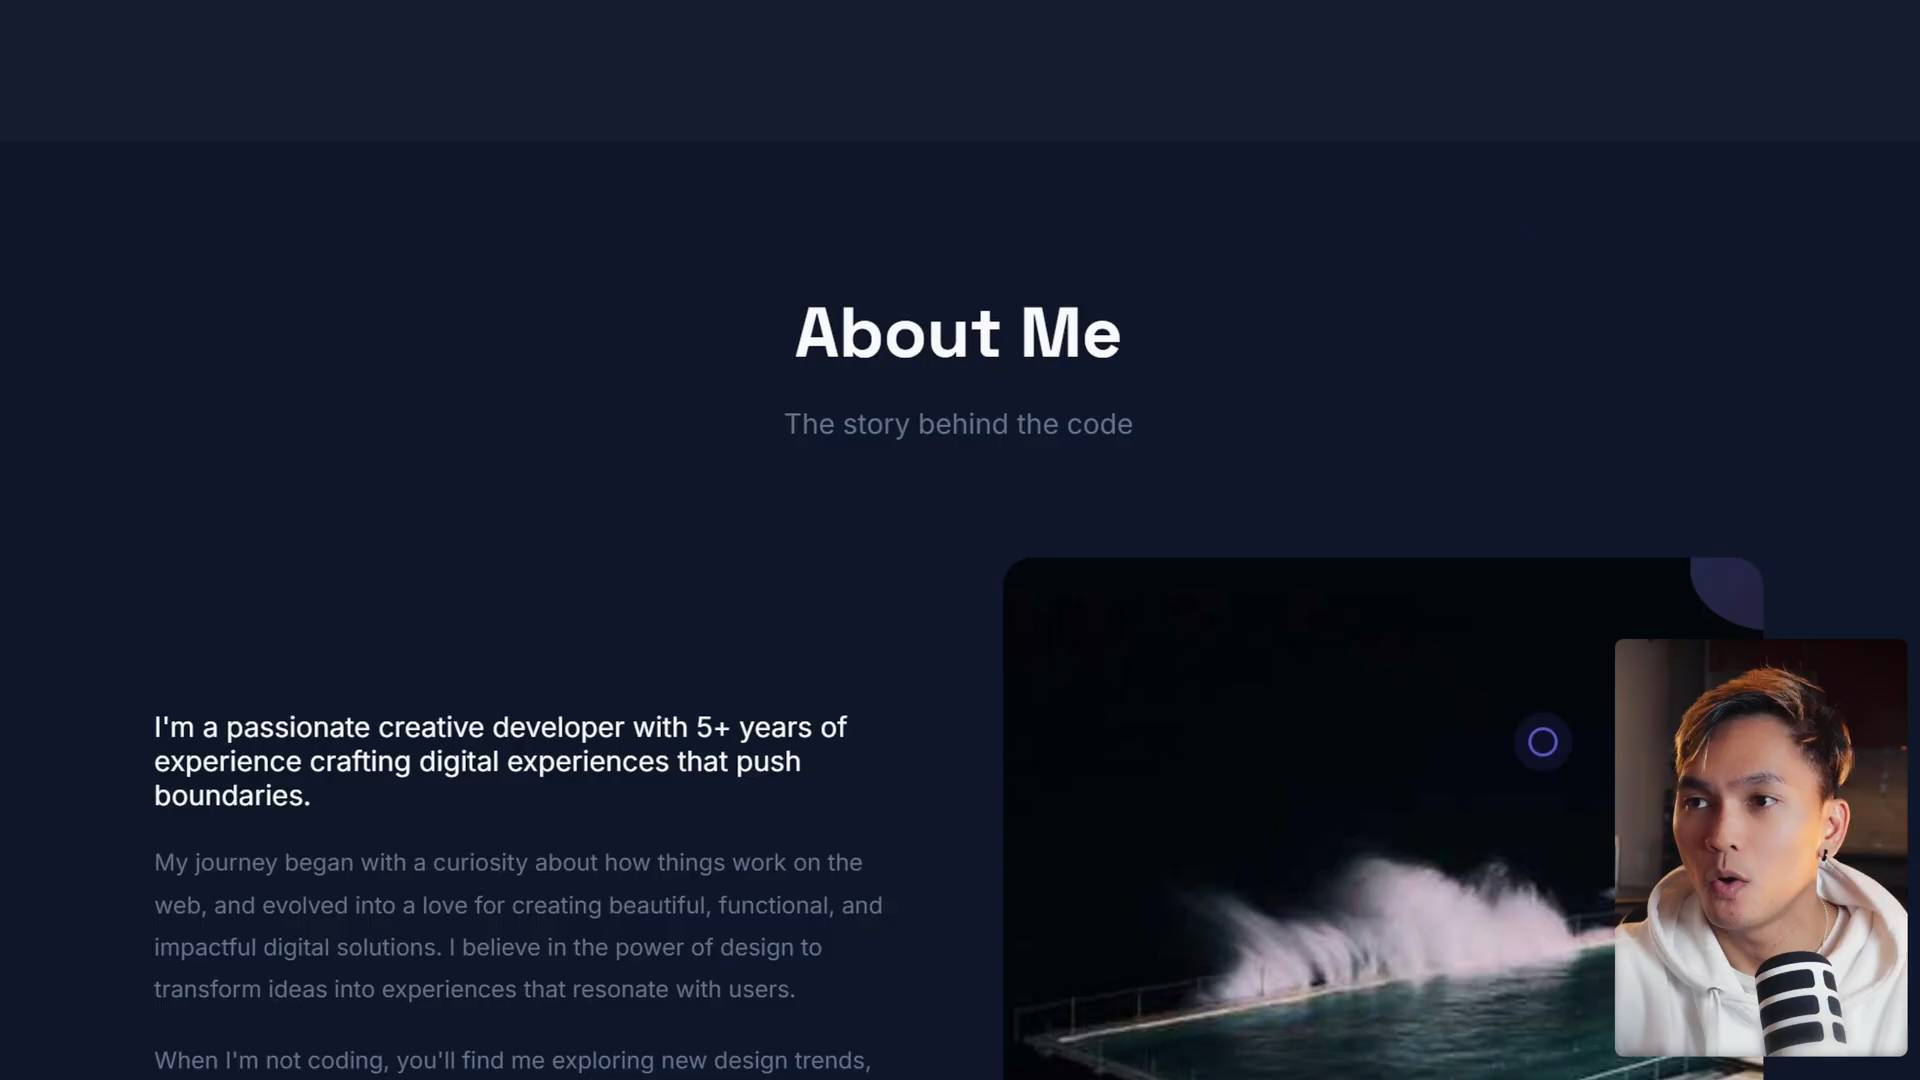 About Me
The story behind the code
I'm a passionate creative developer with 5+ years of
experience crafting digital experiences that push
boundaries.
My journey began with a curiosity about how things work on the
web, and evolved into a love for creating beautiful, functional, and
impactful digital solutions. I believe in the power of design to
transform ideas into experiences that resonate with users.
When I'm not coding, you'll find me exploring new design trends,